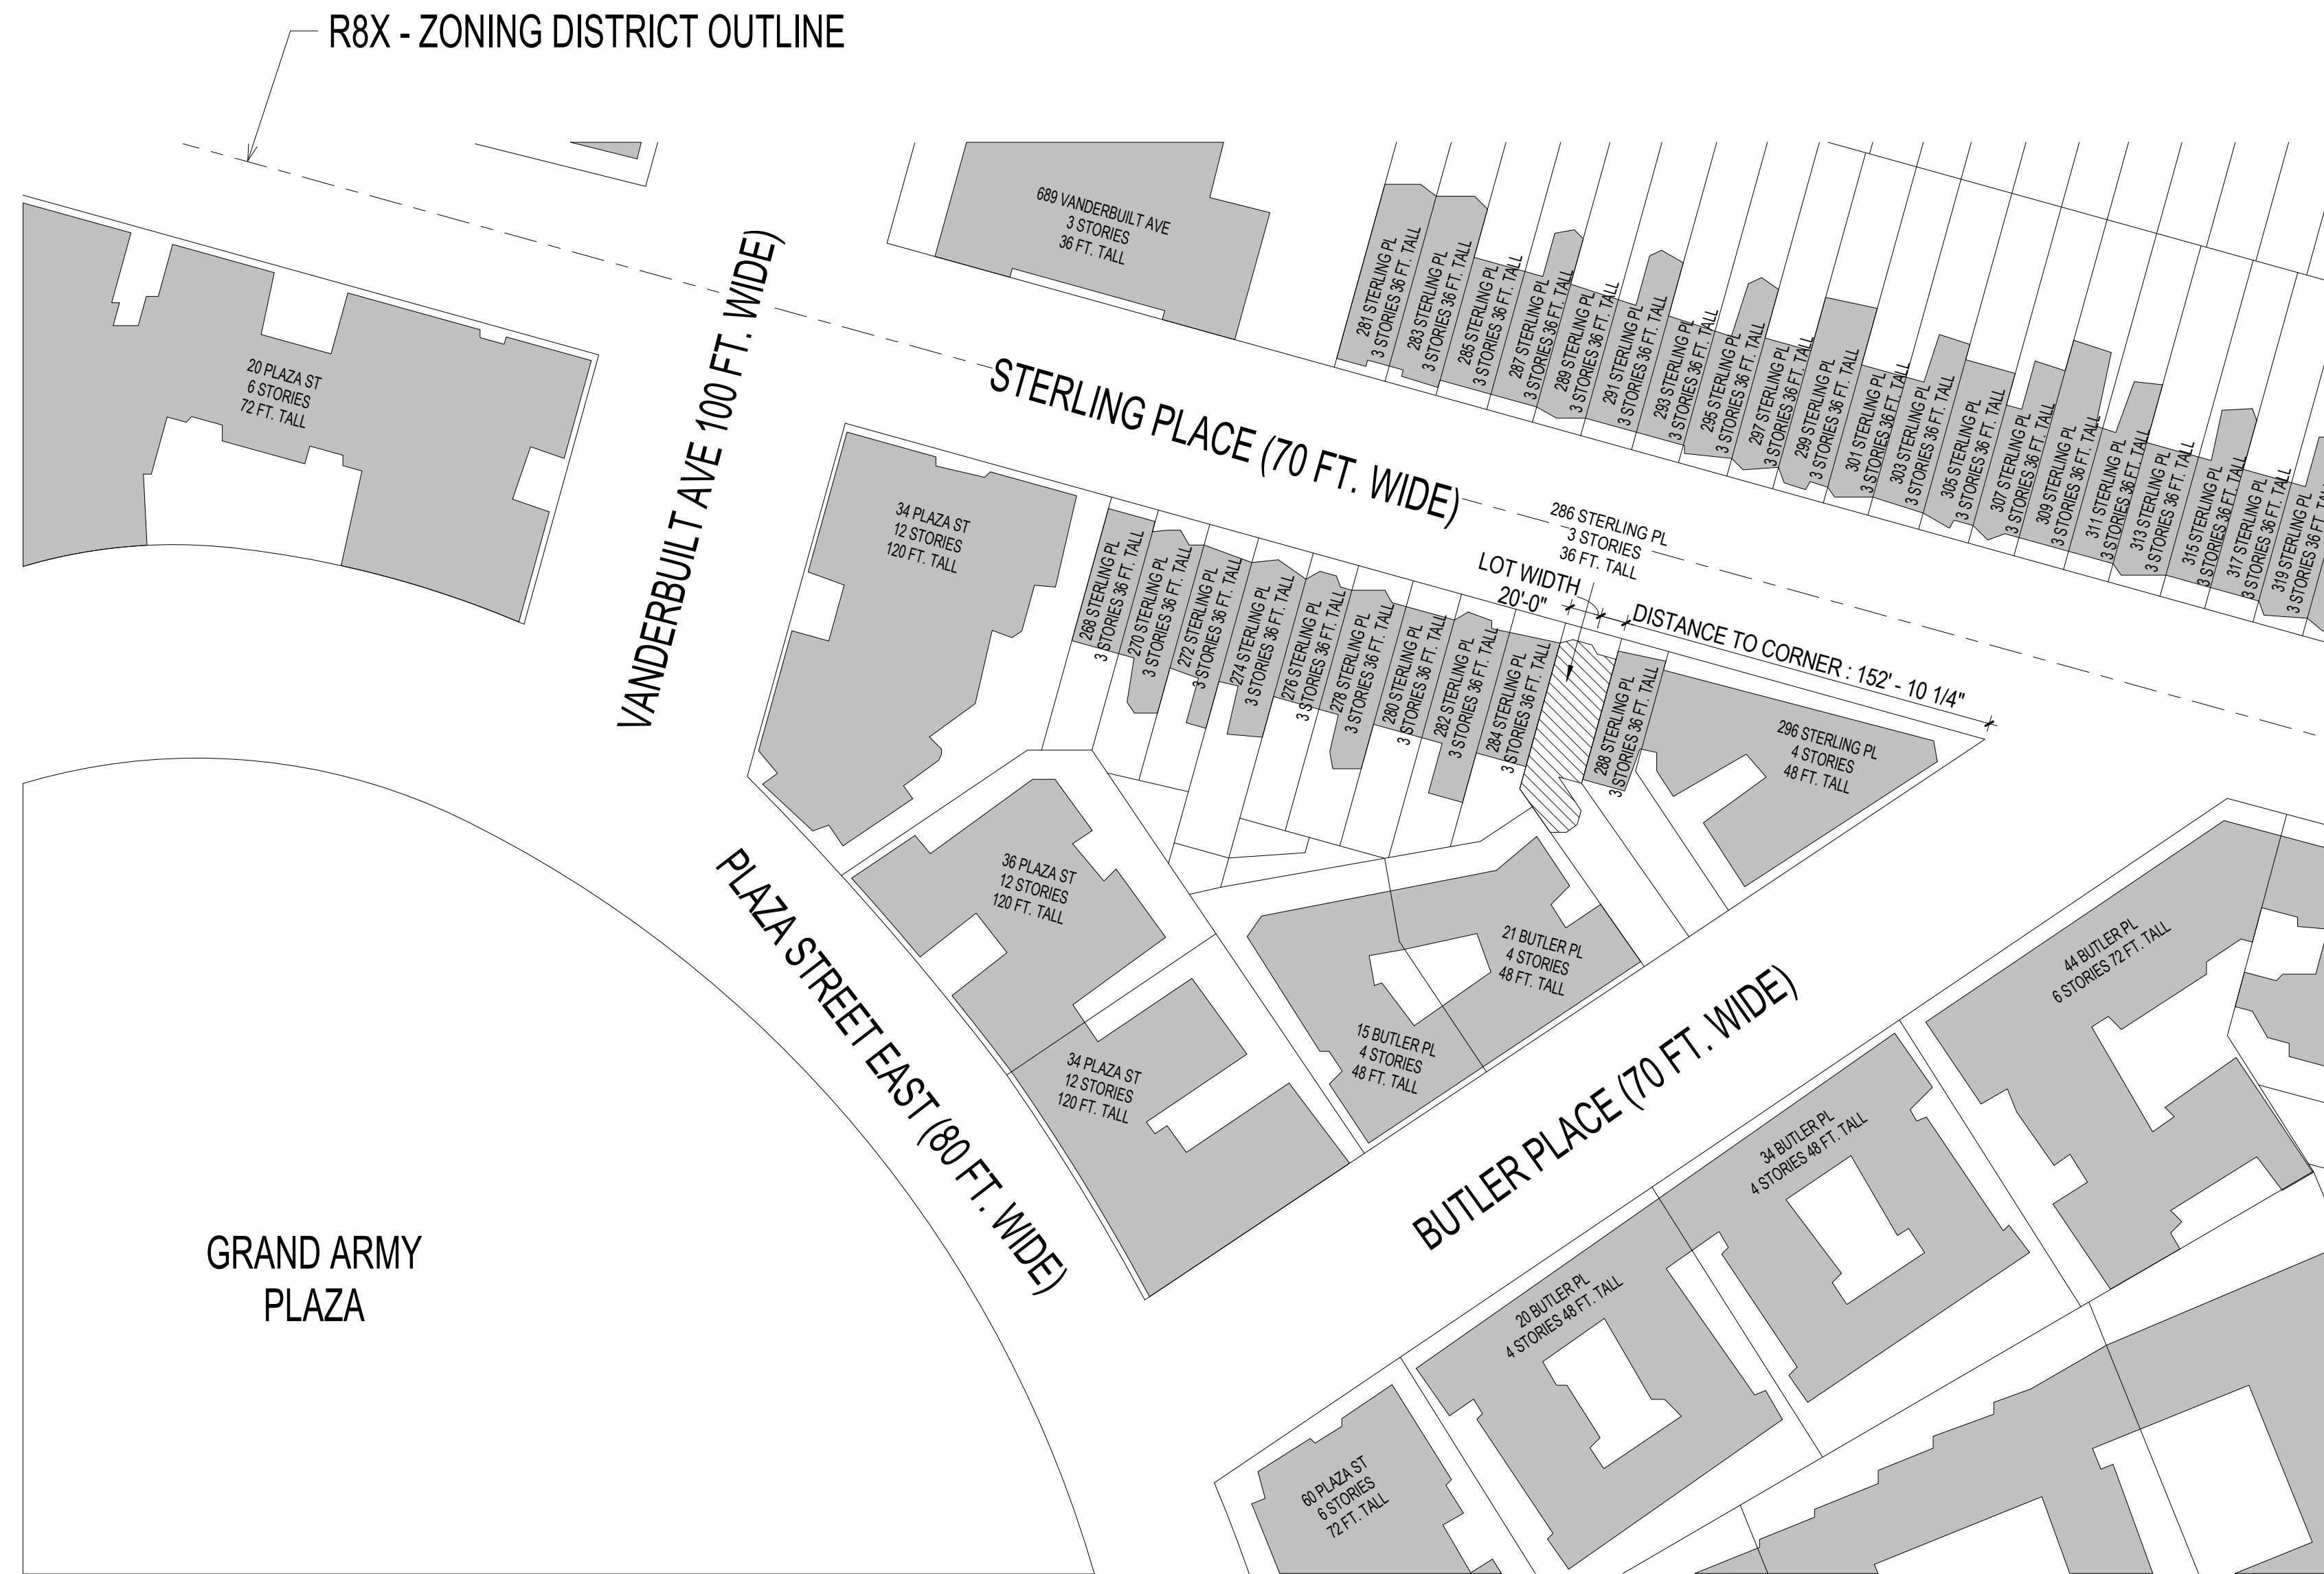 R8X - ZONING DISTRICT OUTLINE
689 VANDERBUILT AVE
3 STORIES
36 FT. TALL
20 PLAZA ST
6 STORIES
72 FT. TALL
VANDERBUILT AVE 100 FT. WIDE)
STERLING PLACE (70 FT. WIDE)
281 STERLING PL
3 STORIES 36 FT. TALL
283 STERLING PL
3 STORIES 36 FT. TALL
285 STERLING PL
3 STORIES 36 FT. TALL
287 STERLING PL
3 STORIES 36 FT. TALL
289 STERLING PL
3 STORIES 36 FT. TALL
291 STERLING PL
3 STORIES 36 FT. TALL
293 STERLING PL
3 STORIES 36 FT. TALL
295 STERLING PL
3 STORIES 36 FT. TALL
297 STERLING PL
3 STORIES 36 FT. TALL
299 STERLING PL
3 STORIES 36 FT. TALL
301 STERLING PL
3 STORIES 36 FT. TALL
303 STERLING PL
3 STORIES 36 FT. TALL
305 STERLING PL
3 STORIES 36 FT. TALL
307 STERLING PL
3 STORIES 36 FT. TALL
309 STERLING PL
3 STORIES 36 FT. TALL
311 STERLING PL
3 STORIES 36 FT. TALL
313 STERLING PL
3 STORIES 36 FT. TALL
315 STERLING PL
3 STORIES 36 FT. TALL
317 STERLING PL
3 STORIES 36 FT. TALL
319 STERLING PL
3 STORIES 36 FT.
34 PLAZA ST
12 STORIES
120 FT. TALL
268 STERLING PL
3 STORIES 36 FT. TALL
270 STERLING PL
3 STORIES 36 FT. TALL
272 STERLING PL
3 STORIES 36 FT. TALL
274 STERLING PL
3 STORIES 36 FT. TALL
276 STERLING PL
3 STORIES 36 FT. TALL
278 STERLING PL
3 STORIES 36 FT. TALL
280 STERLING PL
3 STORIES 36 FT. TALL
282 STERLING PL
3 STORIES 36 FT. TALL
284 STERLING PL
3 STORIES 36 FT. TALL
286 STERLING PL
3 STORIES
36 FT. TALL
LOT WIDTH
20'-0"
DISTANCE TO CORNER : 152' - 10 1/4"
288 STERLING PL
3 STORIES 36 FT. TALL
296 STERLING PL
4 STORIES
48 FT. TALL
36 PLAZA ST
12 STORIES
120 FT. TALL
PLAZA STREET EAST (80 FT. WIDE)
34 PLAZA ST
12 STORIES
120 FT. TALL
21 BUTLER PL
4 STORIES
48 FT. TALL
15 BUTLER PL
4 STORIES
48 FT. TALL
BUTLER PLACE (70 FT. WIDE)
44 BUTLER PL
6 STORIES 72 FT. TALL
34 BUTLER PL
4 STORIES 48 FT. TALL
20 BUTLER PL
4 STORIES 48 FT. TALL
60 PLAZA ST
6 STORIES
72 FT. TALL
GRAND ARMY
PLAZA